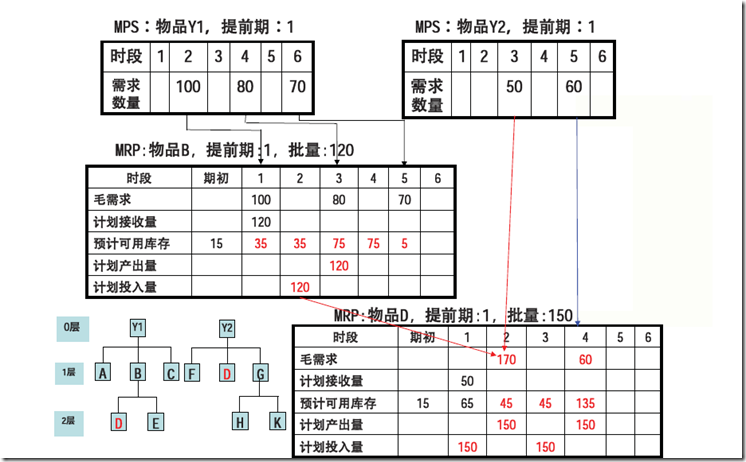 MPS：物品Y1，提前期：1
MPS：物品Y2，提前期：1
时段 1 2 3 4 5 6
需求数量 100 80 70
时段 1 2 3 4 5 6
需求数量 50 60
MRP:物品B，提前期:1，批量:120
时段 期初 1 2 3 4 5 6
毛需求 100 80 70
计划接收量 120
预计可用库存 15 35 35 75 75 5
计划产出量 120
计划投入量 120
MRP:物品D，提前期:1，批量:150
时段 期初 1 2 3 4 5 6
毛需求 170 60
计划接收量 50
预计可用库存 15 65 45 45 135
计划产出量 150 150
计划投入量 150 150
0层 Y1 Y2
1层 A B C F D G
2层 D E H K